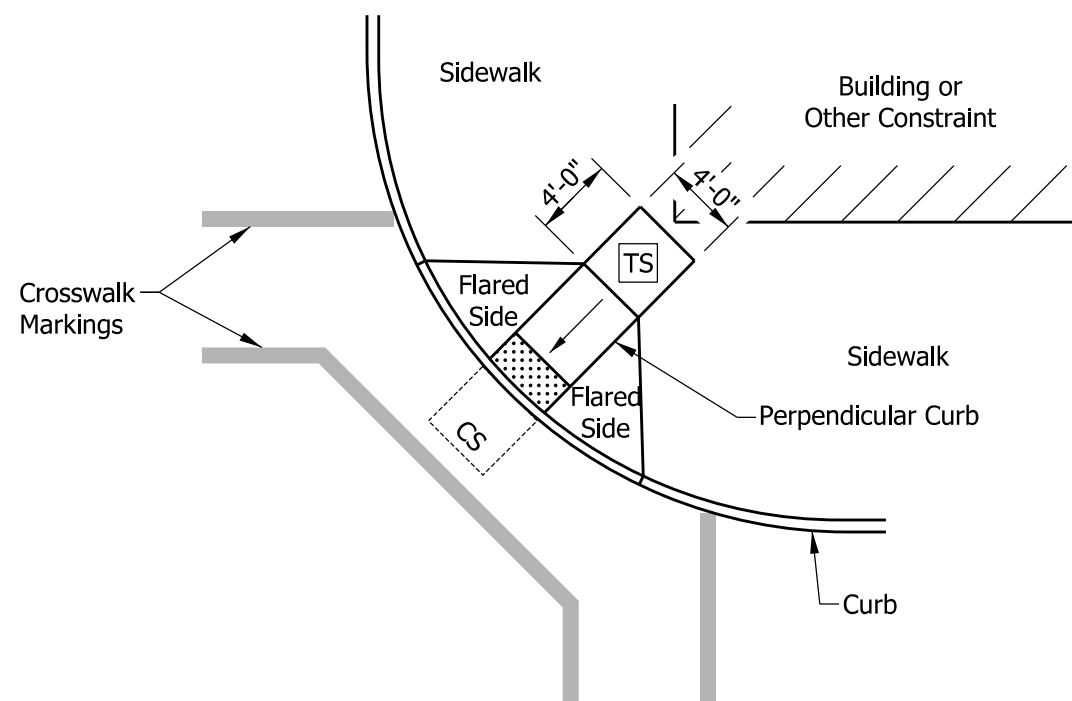 Sidewalk
Building or
Other Constraint
4'-0"
4'-0"
TS
Flared
Side
Crosswalk
Markings
Sidewalk
Flared
Side
Perpendicular Curb
CS
Curb